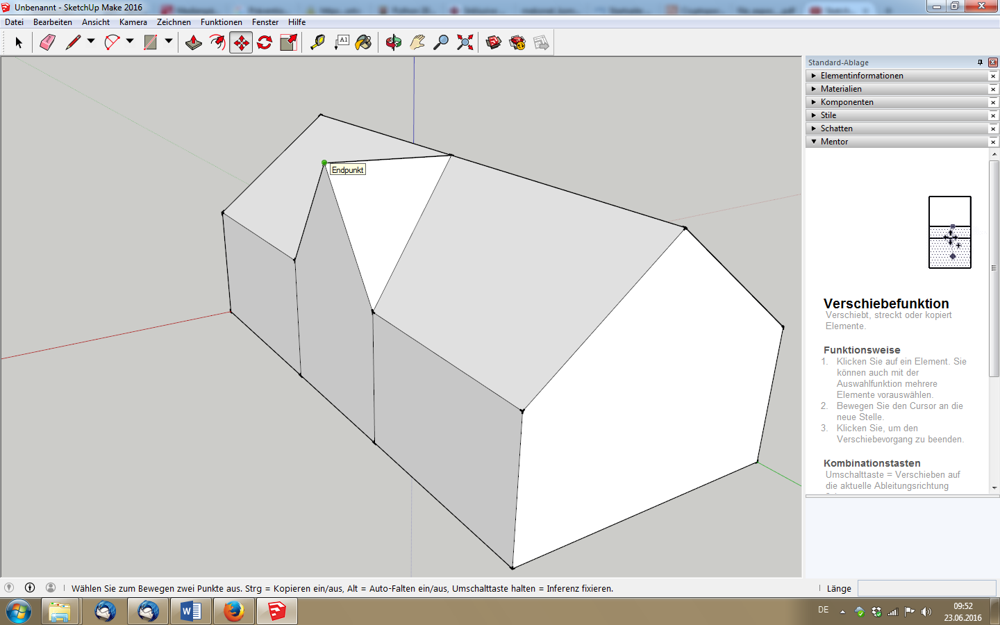 Unbenannt - SketchUp Make 2016
Datei Bearbeiten Ansicht Kamera Zeichnen Funktionen Fenster Hilfe
A1
Standard-Ablage
Elementinformationen
Materialien
Komponenten
Stile
Schatten
Mentor
Endpunkt
Verschiebefunktion
Verschiebt, streckt oder kopiert
Elemente.
Funktionsweise
1. Klicken Sie auf ein Element. Sie
können auch mit der
Auswahlfunktion mehrere
Elemente vorauswählen.
2. Bewegen Sie den Cursor an die
neue Stelle.
3. Klicken Sie, um den
Verschiebevorgang zu beenden.
Kombinationstasten
Umschalttaste = Verschieben auf
die aktuelle Ableitungsrichtung
Wählen Sie zum Bewegen zwei Punkte aus. Strg = Kopieren ein/aus, Alt = Auto-Falten ein/aus, Umschalttaste halten = Inferenz fixieren.
Länge
DE
09:52
23.06.2016